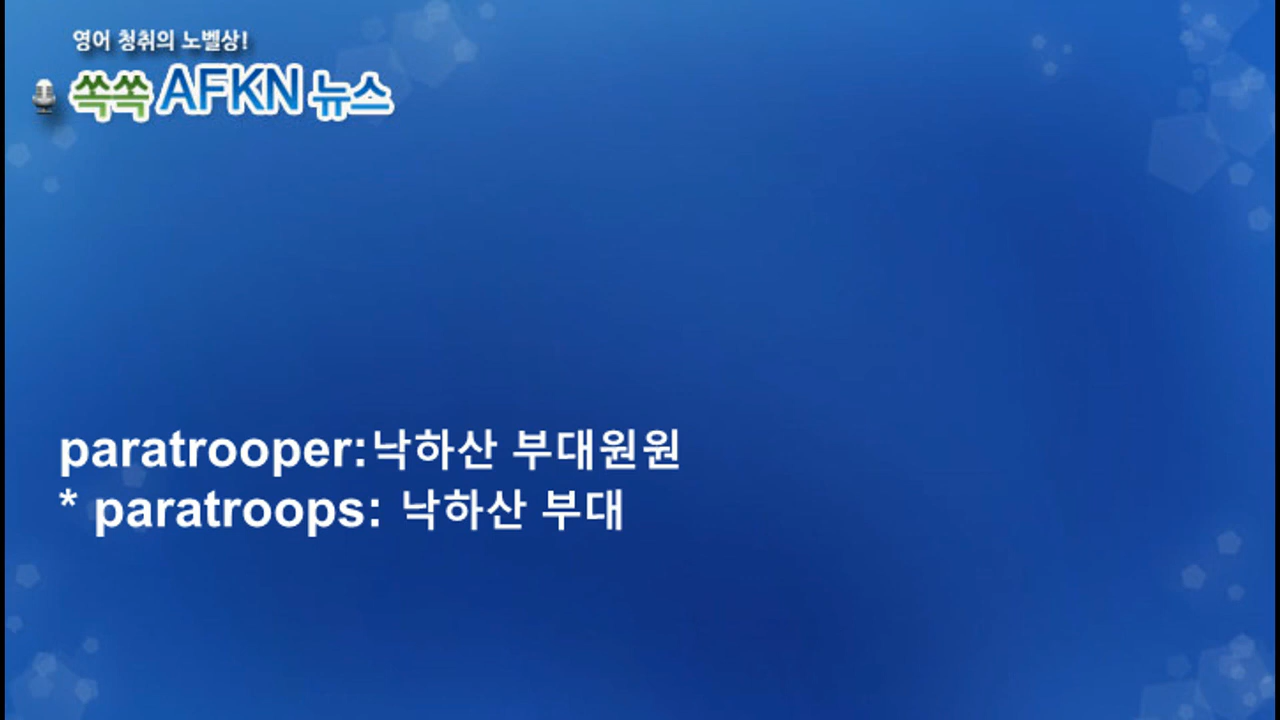 영어 청취의 노벨상!
쏙쏙 AFKN 뉴스
paratrooper:낙하산 부대원원
* paratroops: 낙하산 부대